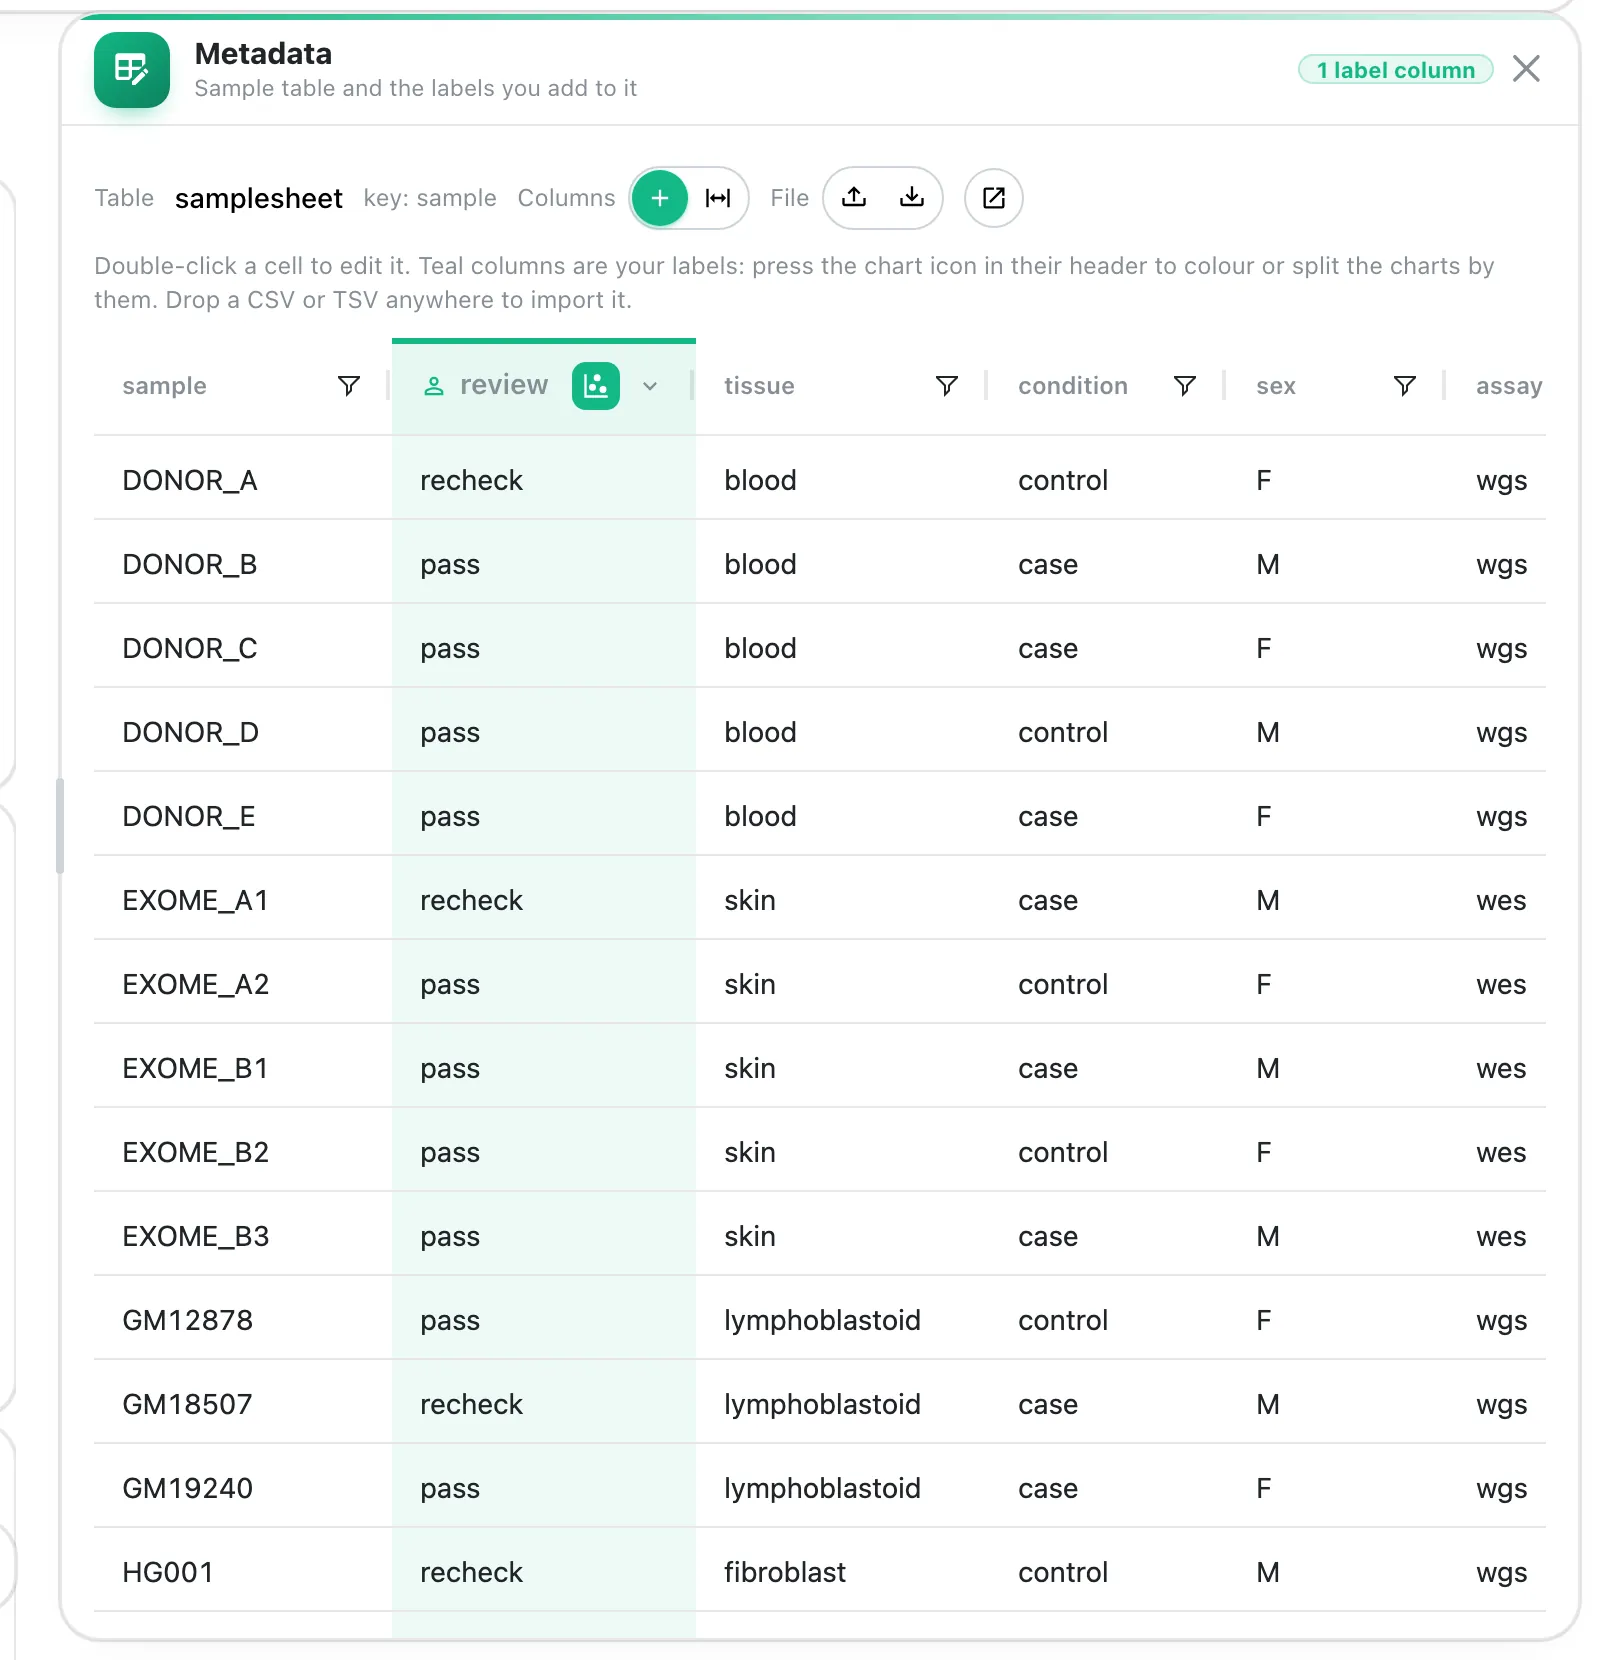 Metadata
Sample table and the labels you add to it
1 label column
Table samplesheet key: sample Columns File
Double-click a cell to edit it. Teal columns are your labels: press the chart icon in their header to colour or split the charts by
them. Drop a CSV or TSV anywhere to import it.
sample review tissue condition sex assay
DONOR_A recheck blood control F wgs
DONOR_B pass blood case M wgs
DONOR_C pass blood case F wgs
DONOR_D pass blood control M wgs
DONOR_E pass blood case F wgs
EXOME_A1 recheck skin case M wes
EXOME_A2 pass skin control F wes
EXOME_B1 pass skin case M wes
EXOME_B2 pass skin control F wes
EXOME_B3 pass skin case M wes
GM12878 pass lymphoblastoid control F wgs
GM18507 recheck lymphoblastoid case M wgs
GM19240 pass lymphoblastoid case F wgs
HG001 recheck fibroblast control M wgs